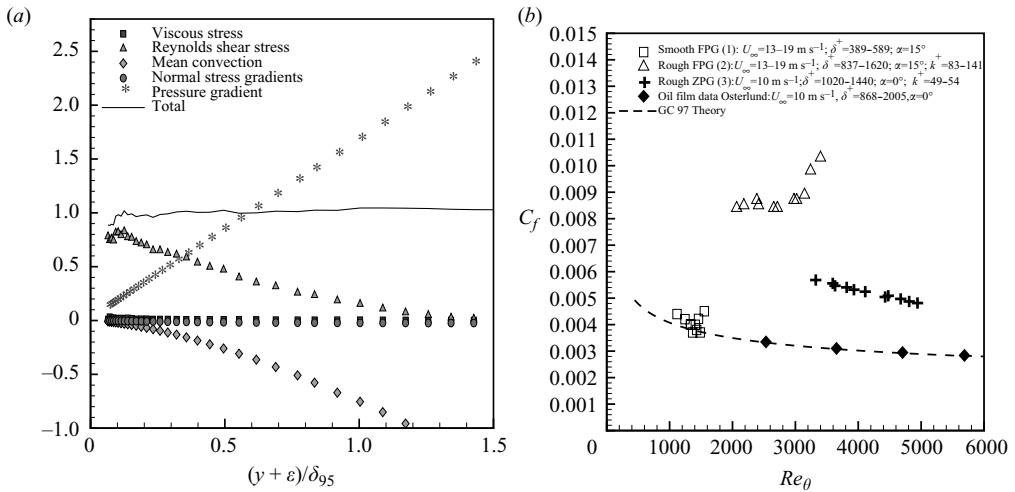 (a)
Viscous stress
Reynolds shear stress
Mean convection
Normal stress gradients
Pressure gradient
Total
2.5
2.0
1.5
1.0
0.5
0
–0.5
–1.0
0
0.5
1.0
1.5
(y + ε)/δ95
(b)
Smooth FPG (1): U∞=13–19 m s–1; δ+=389-589; α=15°
Rough FPG (2):U∞=13–19 m s–1; δ+=837-1620; α=15°; k+=83-141
Rough ZPG (3):U∞=10 m s–1;δ+=1020-1440; α=0°; k+=49-54
Oil film data Osterlund:U∞=10 m s–1, δ+=868-2005,α=0°
GC 97 Theory
0.015
0.014
0.013
0.012
0.011
0.010
0.009
0.008
0.007
0.006
0.005
0.004
0.003
0.002
0.001
Cf
0
1000
2000
3000
4000
5000
6000
Reθ